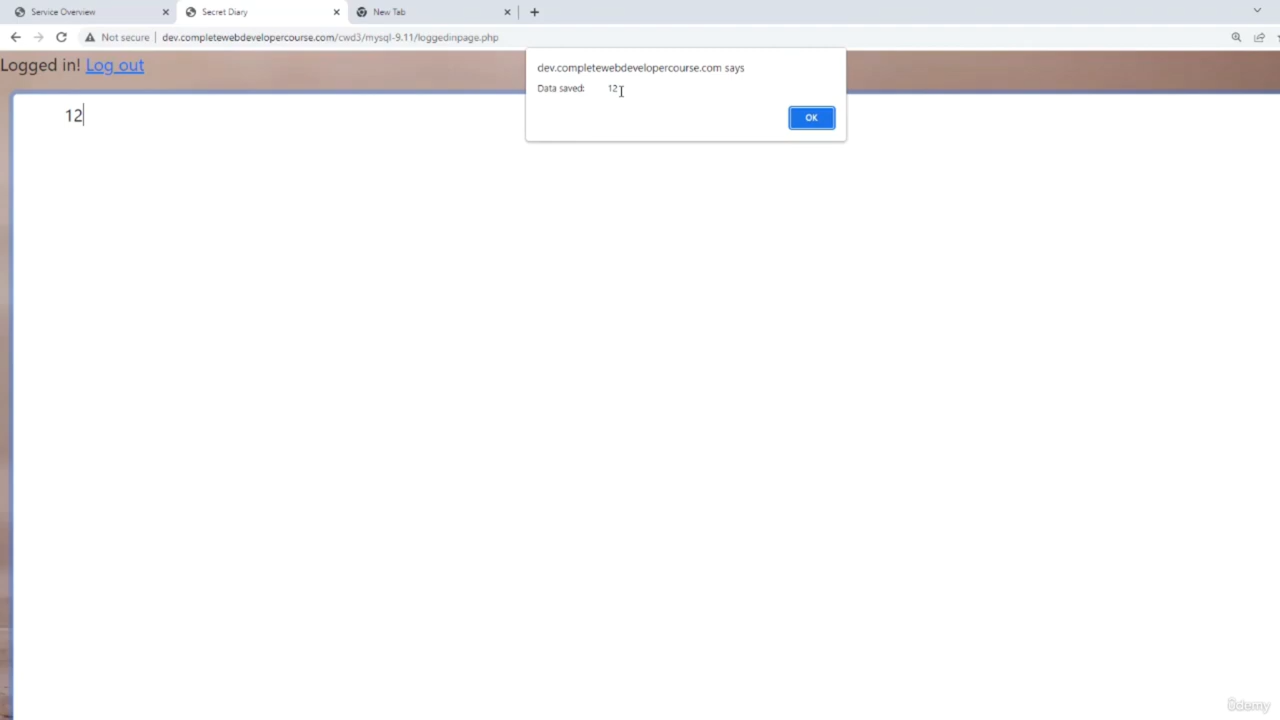 Service Overview
Secret Diary
New Tab
Not secure
dev.completewebdevelopercourse.com/cwd3/mysql-9.11/loggedinpage.php
Logged in! Log out
dev.completewebdevelopercourse.com says
Data saved: 12
OK
12
ûdemy